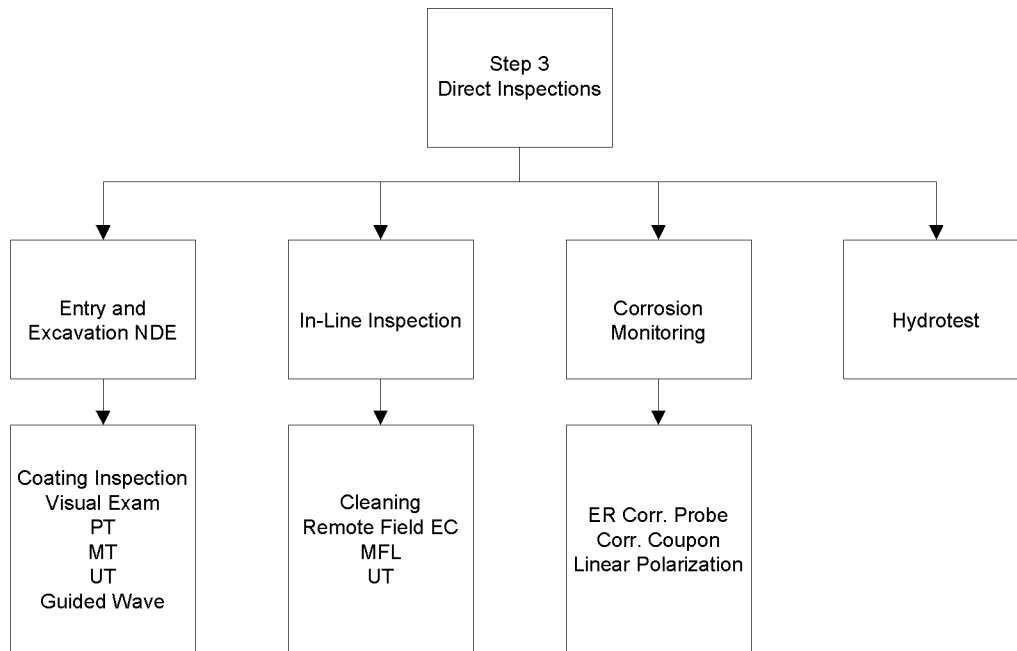 Step 3
Direct Inspections
Entry and
Excavation NDE
In-Line Inspection
Corrosion
Monitoring
Hydrotest
Coating Inspection
Visual Exam
PT
MT
UT
Guided Wave
Cleaning
Remote Field EC
MFL
UT
ER Corr. Probe
Corr. Coupon
Linear Polarization